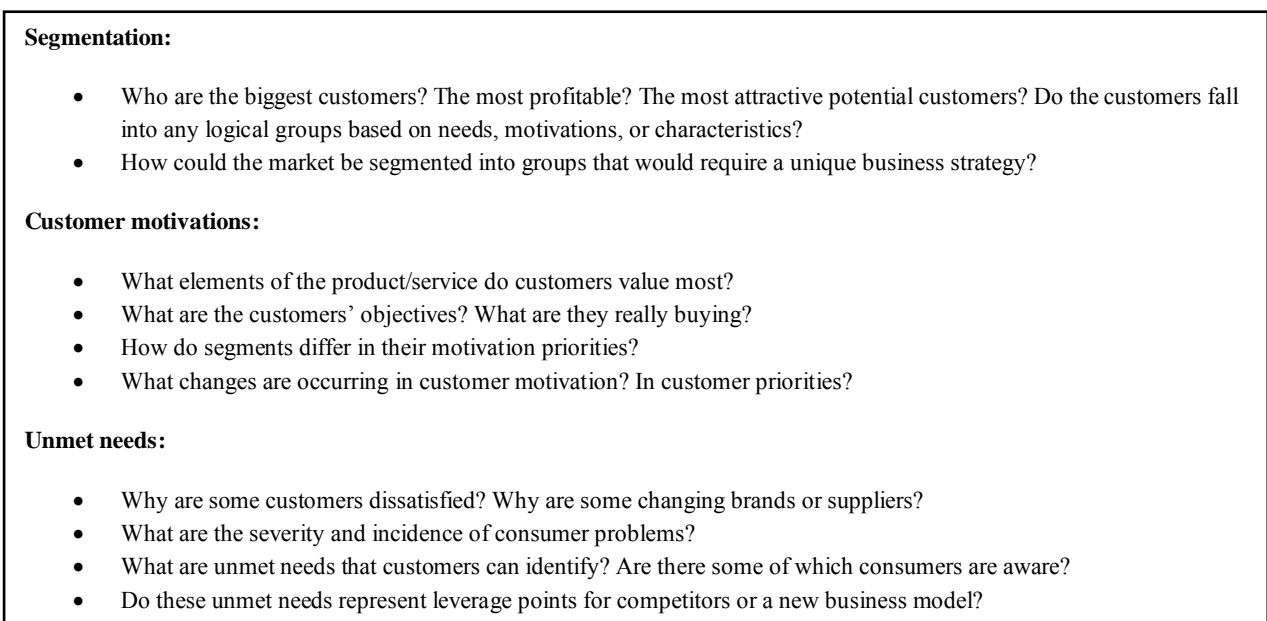 Segmentation:
• Who are the biggest customers? The most profitable? The most attractive potential customers? Do the customers fall
into any logical groups based on needs, motivations, or characteristics?
• How could the market be segmented into groups that would require a unique business strategy?
Customer motivations:
• What elements of the product/service do customers value most?
• What are the customers’ objectives? What are they really buying?
• How do segments differ in their motivation priorities?
• What changes are occurring in customer motivation? In customer priorities?
Unmet needs:
• Why are some customers dissatisfied? Why are some changing brands or suppliers?
• What are the severity and incidence of consumer problems?
• What are unmet needs that customers can identify? Are there some of which consumers are aware?
• Do these unmet needs represent leverage points for competitors or a new business model?